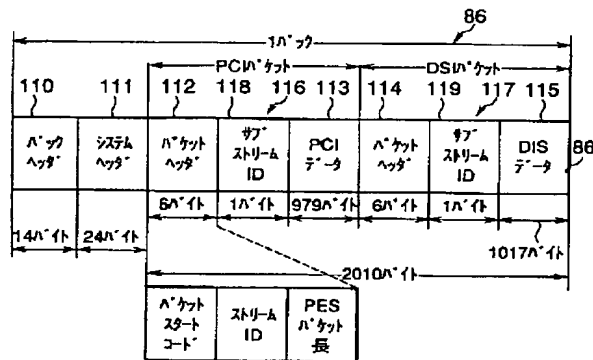 86
1パック
PCIパケット
DSIパケット
110
111
112
118
116
113
114
119
117
115
パック
ヘッダ
システム
ヘッダ
パケット
ヘッダ
サブ
ストリーム
ID
PCI
データ
パケット
ヘッダ
サブ
ストリーム
ID
DIS
データ
86
14バイト
24バイト
6バイト
1バイト
979バイト
6バイト
1バイト
1017バイト
2010バイト
パケット
スタート
コード
ストリーム
ID
PES
パケット
長